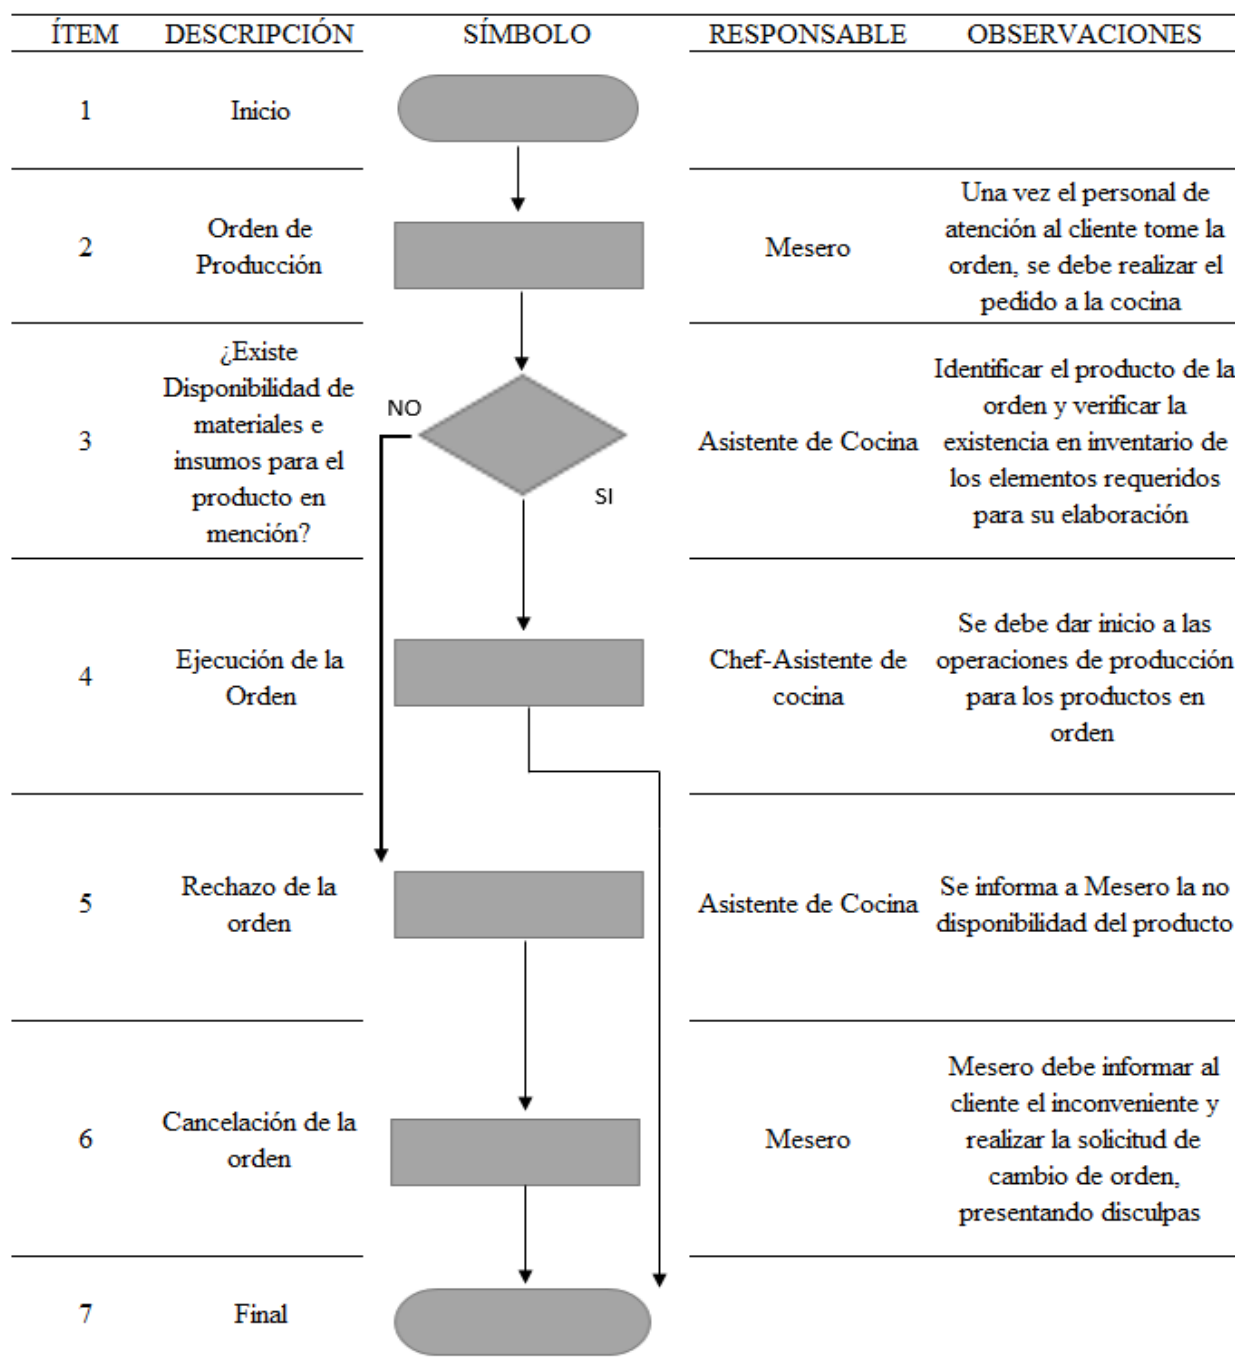 ÍTEM DESCRIPCIÓN SÍMBOLO RESPONSABLE OBSERVACIONES
1 Inicio
2
Orden de
Producción
Mesero
Una vez el personal de
atención al cliente tome la
orden, se debe realizar el
pedido a la cocina
3
¿Existe
Disponibilidad de
materiales e
insumos para el
producto en
mención?
NO
SI
Asistente de Cocina
Identificar el producto de la
orden y verificar la
existencia en inventario de
los elementos requeridos
para su elaboración
4
Ejecución de la
Orden
Chef-Asistente de
cocina
Se debe dar inicio a las
operaciones de producción
para los productos en
orden
5
Rechazo de la
orden
Asistente de Cocina
Se informa a Mesero la no
disponibilidad del producto
6
Cancelación de la
orden
Mesero
Mesero debe informar al
cliente el inconveniente y
realizar la solicitud de
cambio de orden,
presentando disculpas
7 Final